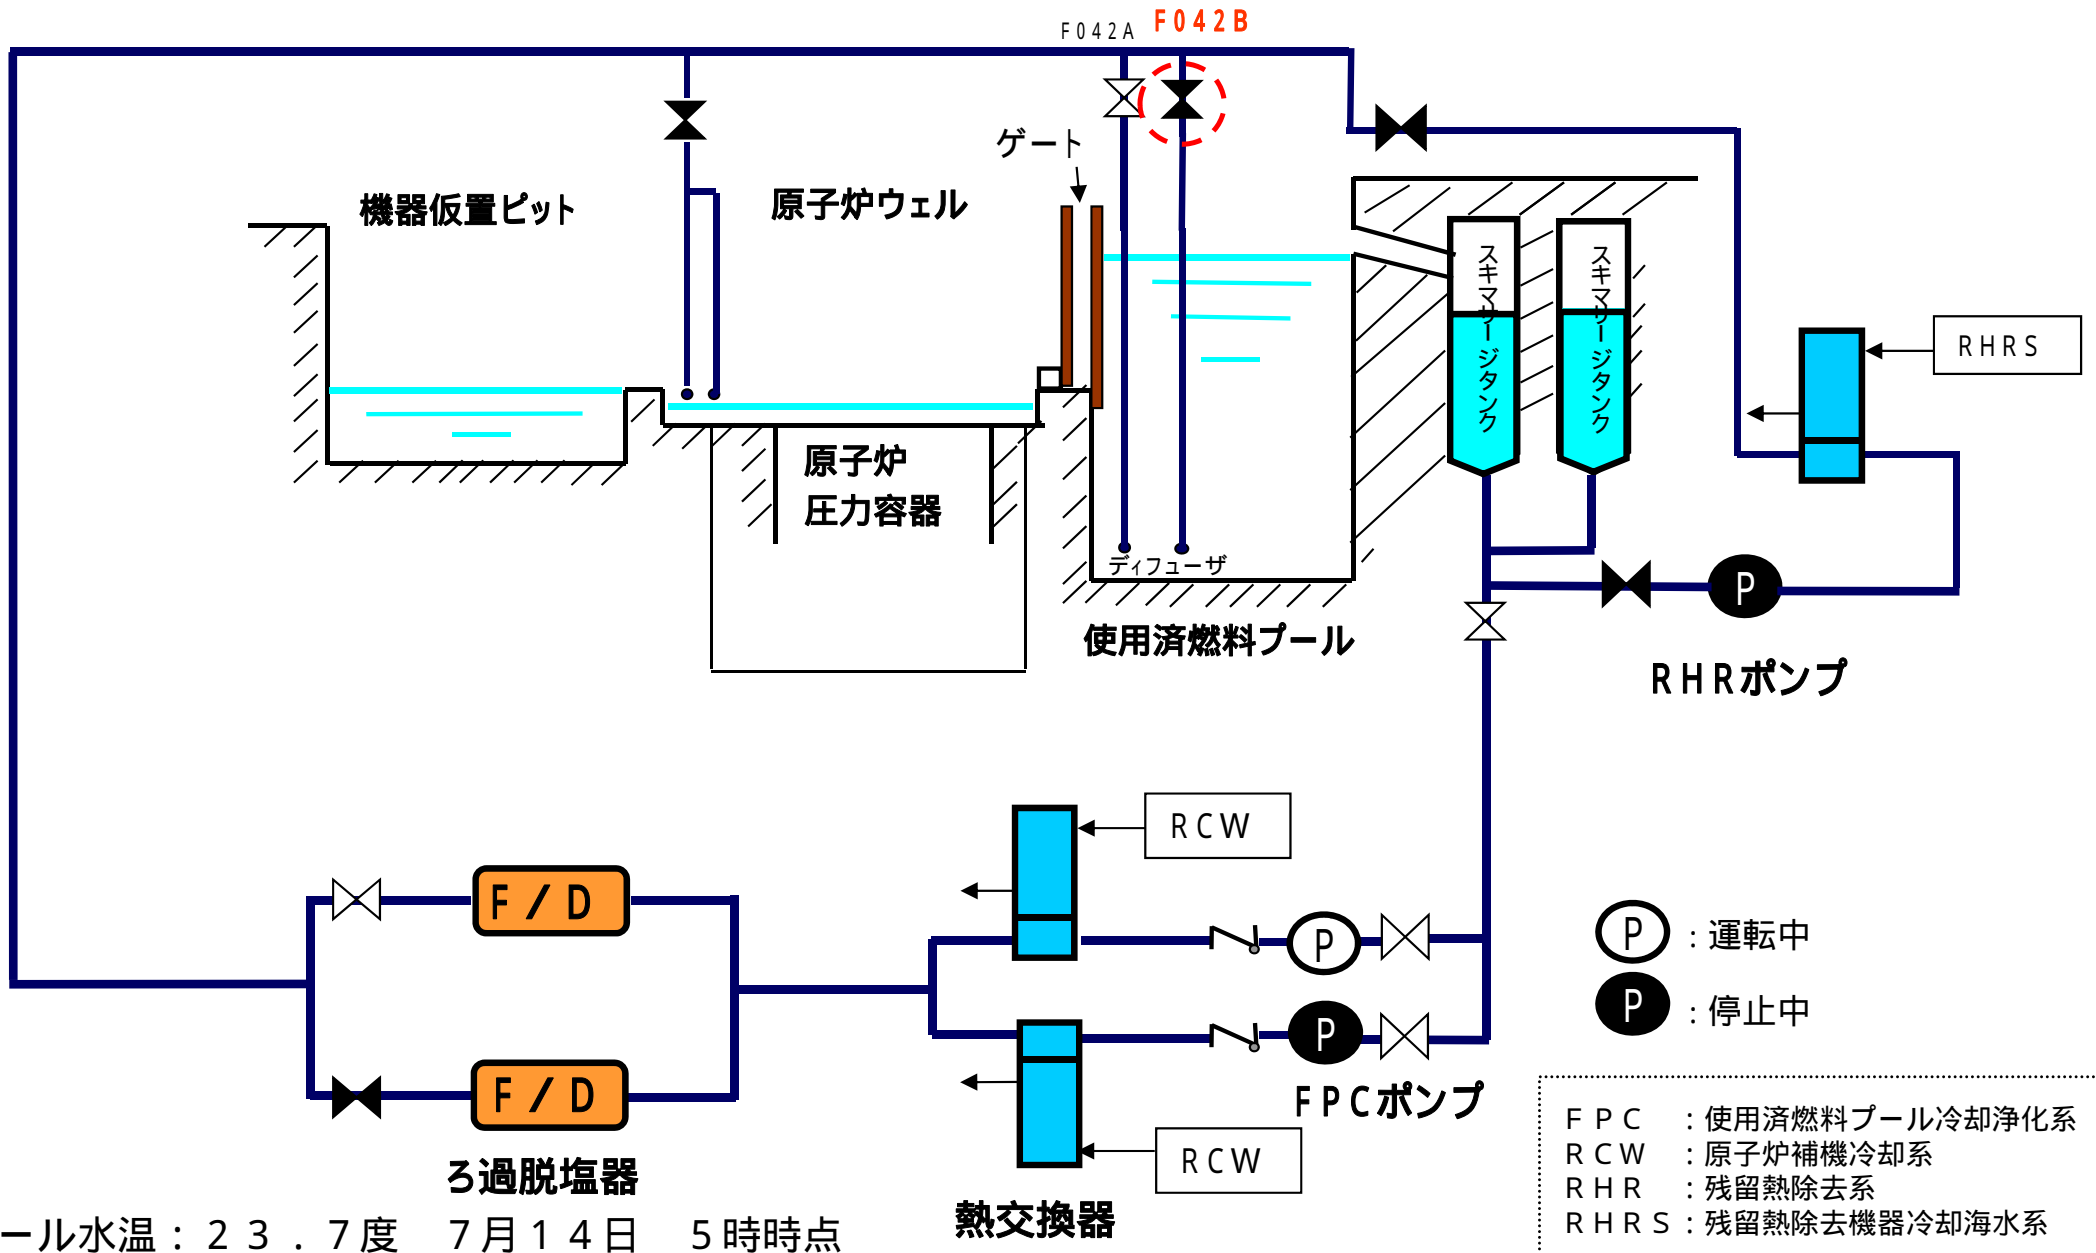 Ｆ０４２Ａ
Ｆ０４２Ｂ
ゲート
機器仮置ピット
原子炉ウェル
スキマサージタンク
スキマサージタンク
ＲＨＲＳ
原子炉
圧力容器
ディフューザ
Ｐ
使用済燃料プール
ＲＨＲポンプ
ＲＣＷ
Ｆ／Ｄ
Ｐ
Ｐ
：運転中
Ｐ
：停止中
Ｐ
Ｆ／Ｄ
ＦＰＣポンプ
ＲＣＷ
ろ過脱塩器
熱交換器
ＦＰＣ ：使用済燃料プール冷却浄化系
ＲＣＷ ：原子炉補機冷却系
ＲＨＲ ：残留熱除去系
ＲＨＲＳ：残留熱除去機器冷却海水系
ール水温：２３．７度 ７月１４日 ５時時点